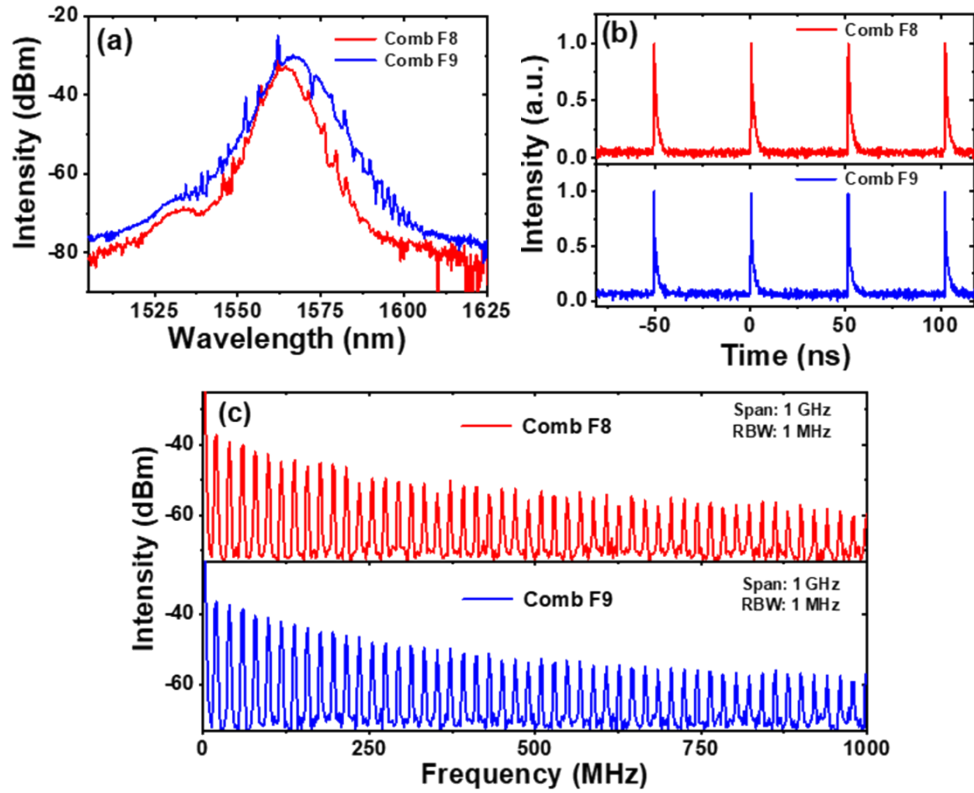 (a)
Comb F8
Comb F9
-20
-40
-60
-80
Intensity (dBm)
1525
1550
1575
1600
1625
Wavelength (nm)
(b)
Comb F8
1.0
0.5
0.0
Comb F9
1.0
0.5
0.0
Intensity (a.u.)
-50
0
50
100
Time (ns)
(c)
Comb F8
Span: 1 GHz
RBW: 1 MHz
-40
-60
Comb F9
Span: 1 GHz
RBW: 1 MHz
-40
-60
Intensity (dBm)
0
250
500
750
1000
Frequency (MHz)